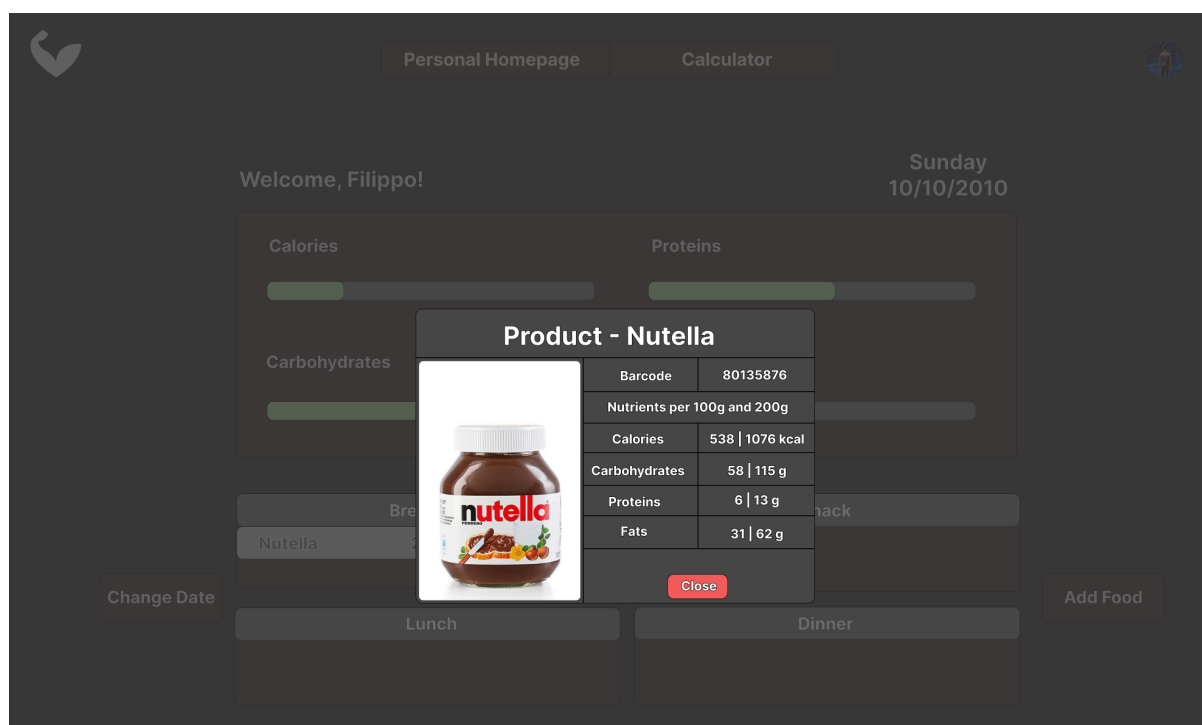 Personal Homepage
Calculator
Welcome, Filippo!
Sunday
10/10/2010
Calories
Proteins
Carbohydrates
Product - Nutella
Barcode
80135876
Nutrients per 100g and 200g
Calories
538 | 1076 kcal
Carbohydrates
58 | 115 g
Proteins
6 | 13 g
Fats
31 | 62 g
nutella
FERRERO
Close
Nutella
Change Date
Add Food
Lunch
Dinner